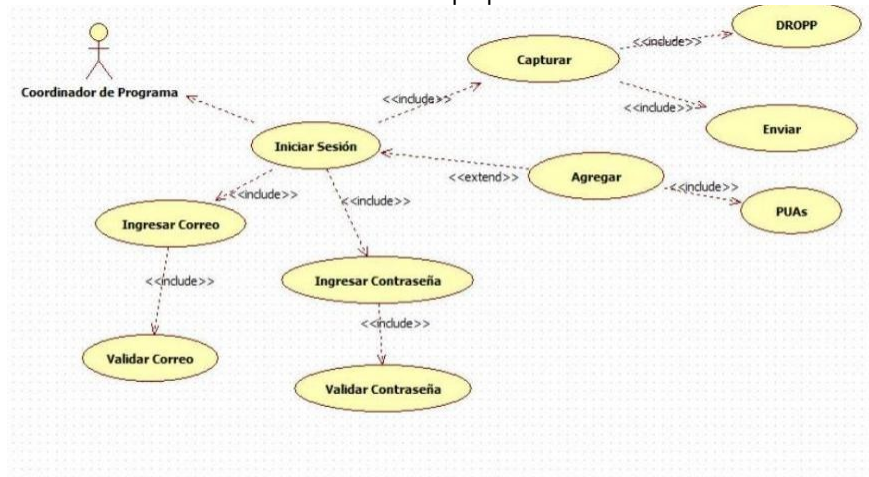 DROPP
<<include>>
Capturar
Coordinador de Programa
<<include>>
<<include>>
Enviar
Iniciar Sesión
<<extend>>
Agregar
<<include>>
<<include>>
<<include>>
PUAs
Ingresar Correo
<<include>>
Ingresar Contraseña
<<include>>
Validar Correo
Validar Contraseña